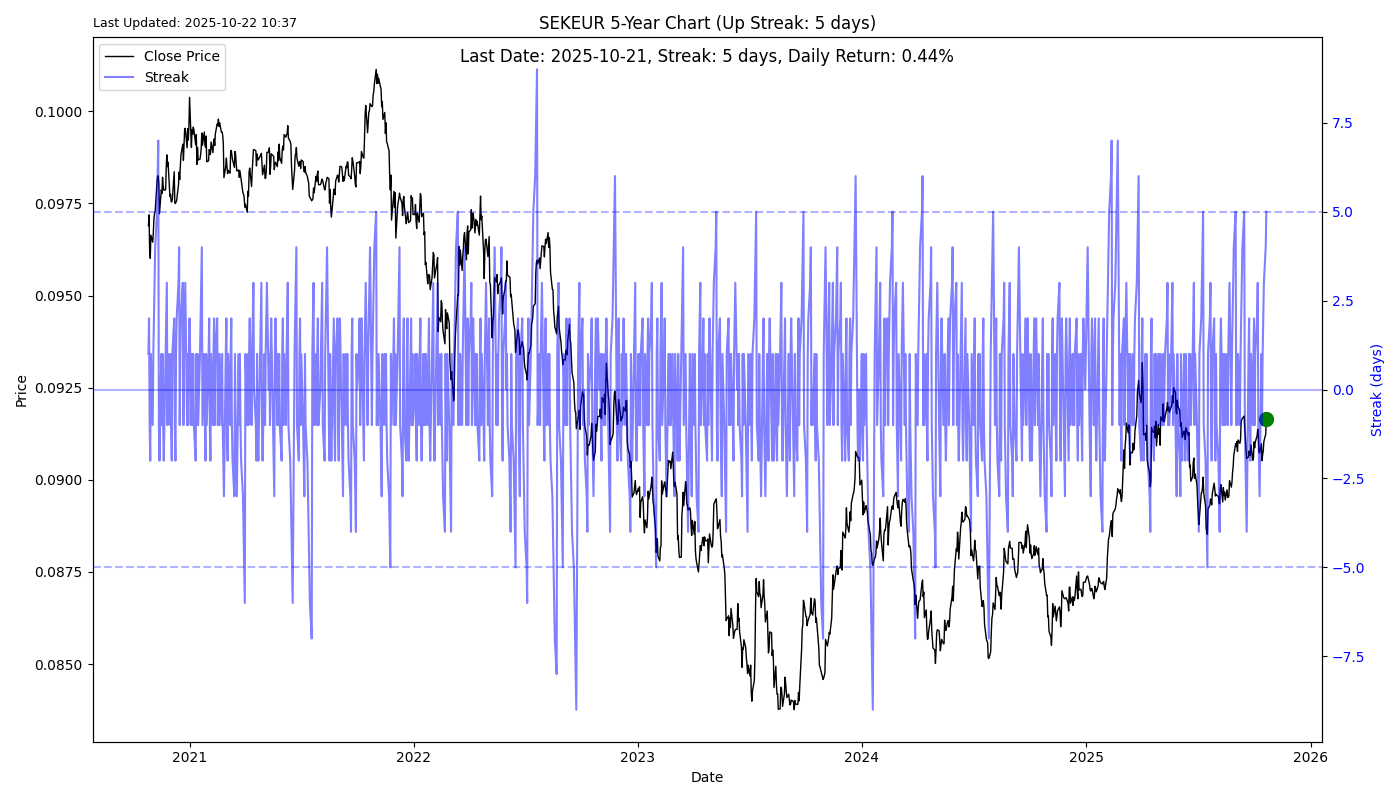 Last Updated: 2025-10-22 10:37
SEKEUR 5-Year Chart (Up Streak: 5 days)
Last Date: 2025-10-21, Streak: 5 days, Daily Return: 0.44%
Close Price
Streak
0.1000
0.0975
0.0950
0.0925
0.0900
0.0875
0.0850
Price
7.5
5.0
2.5
0.0
−2.5
−5.0
−7.5
Streak (days)
2021
2022
2023
2024
2025
2026
Date